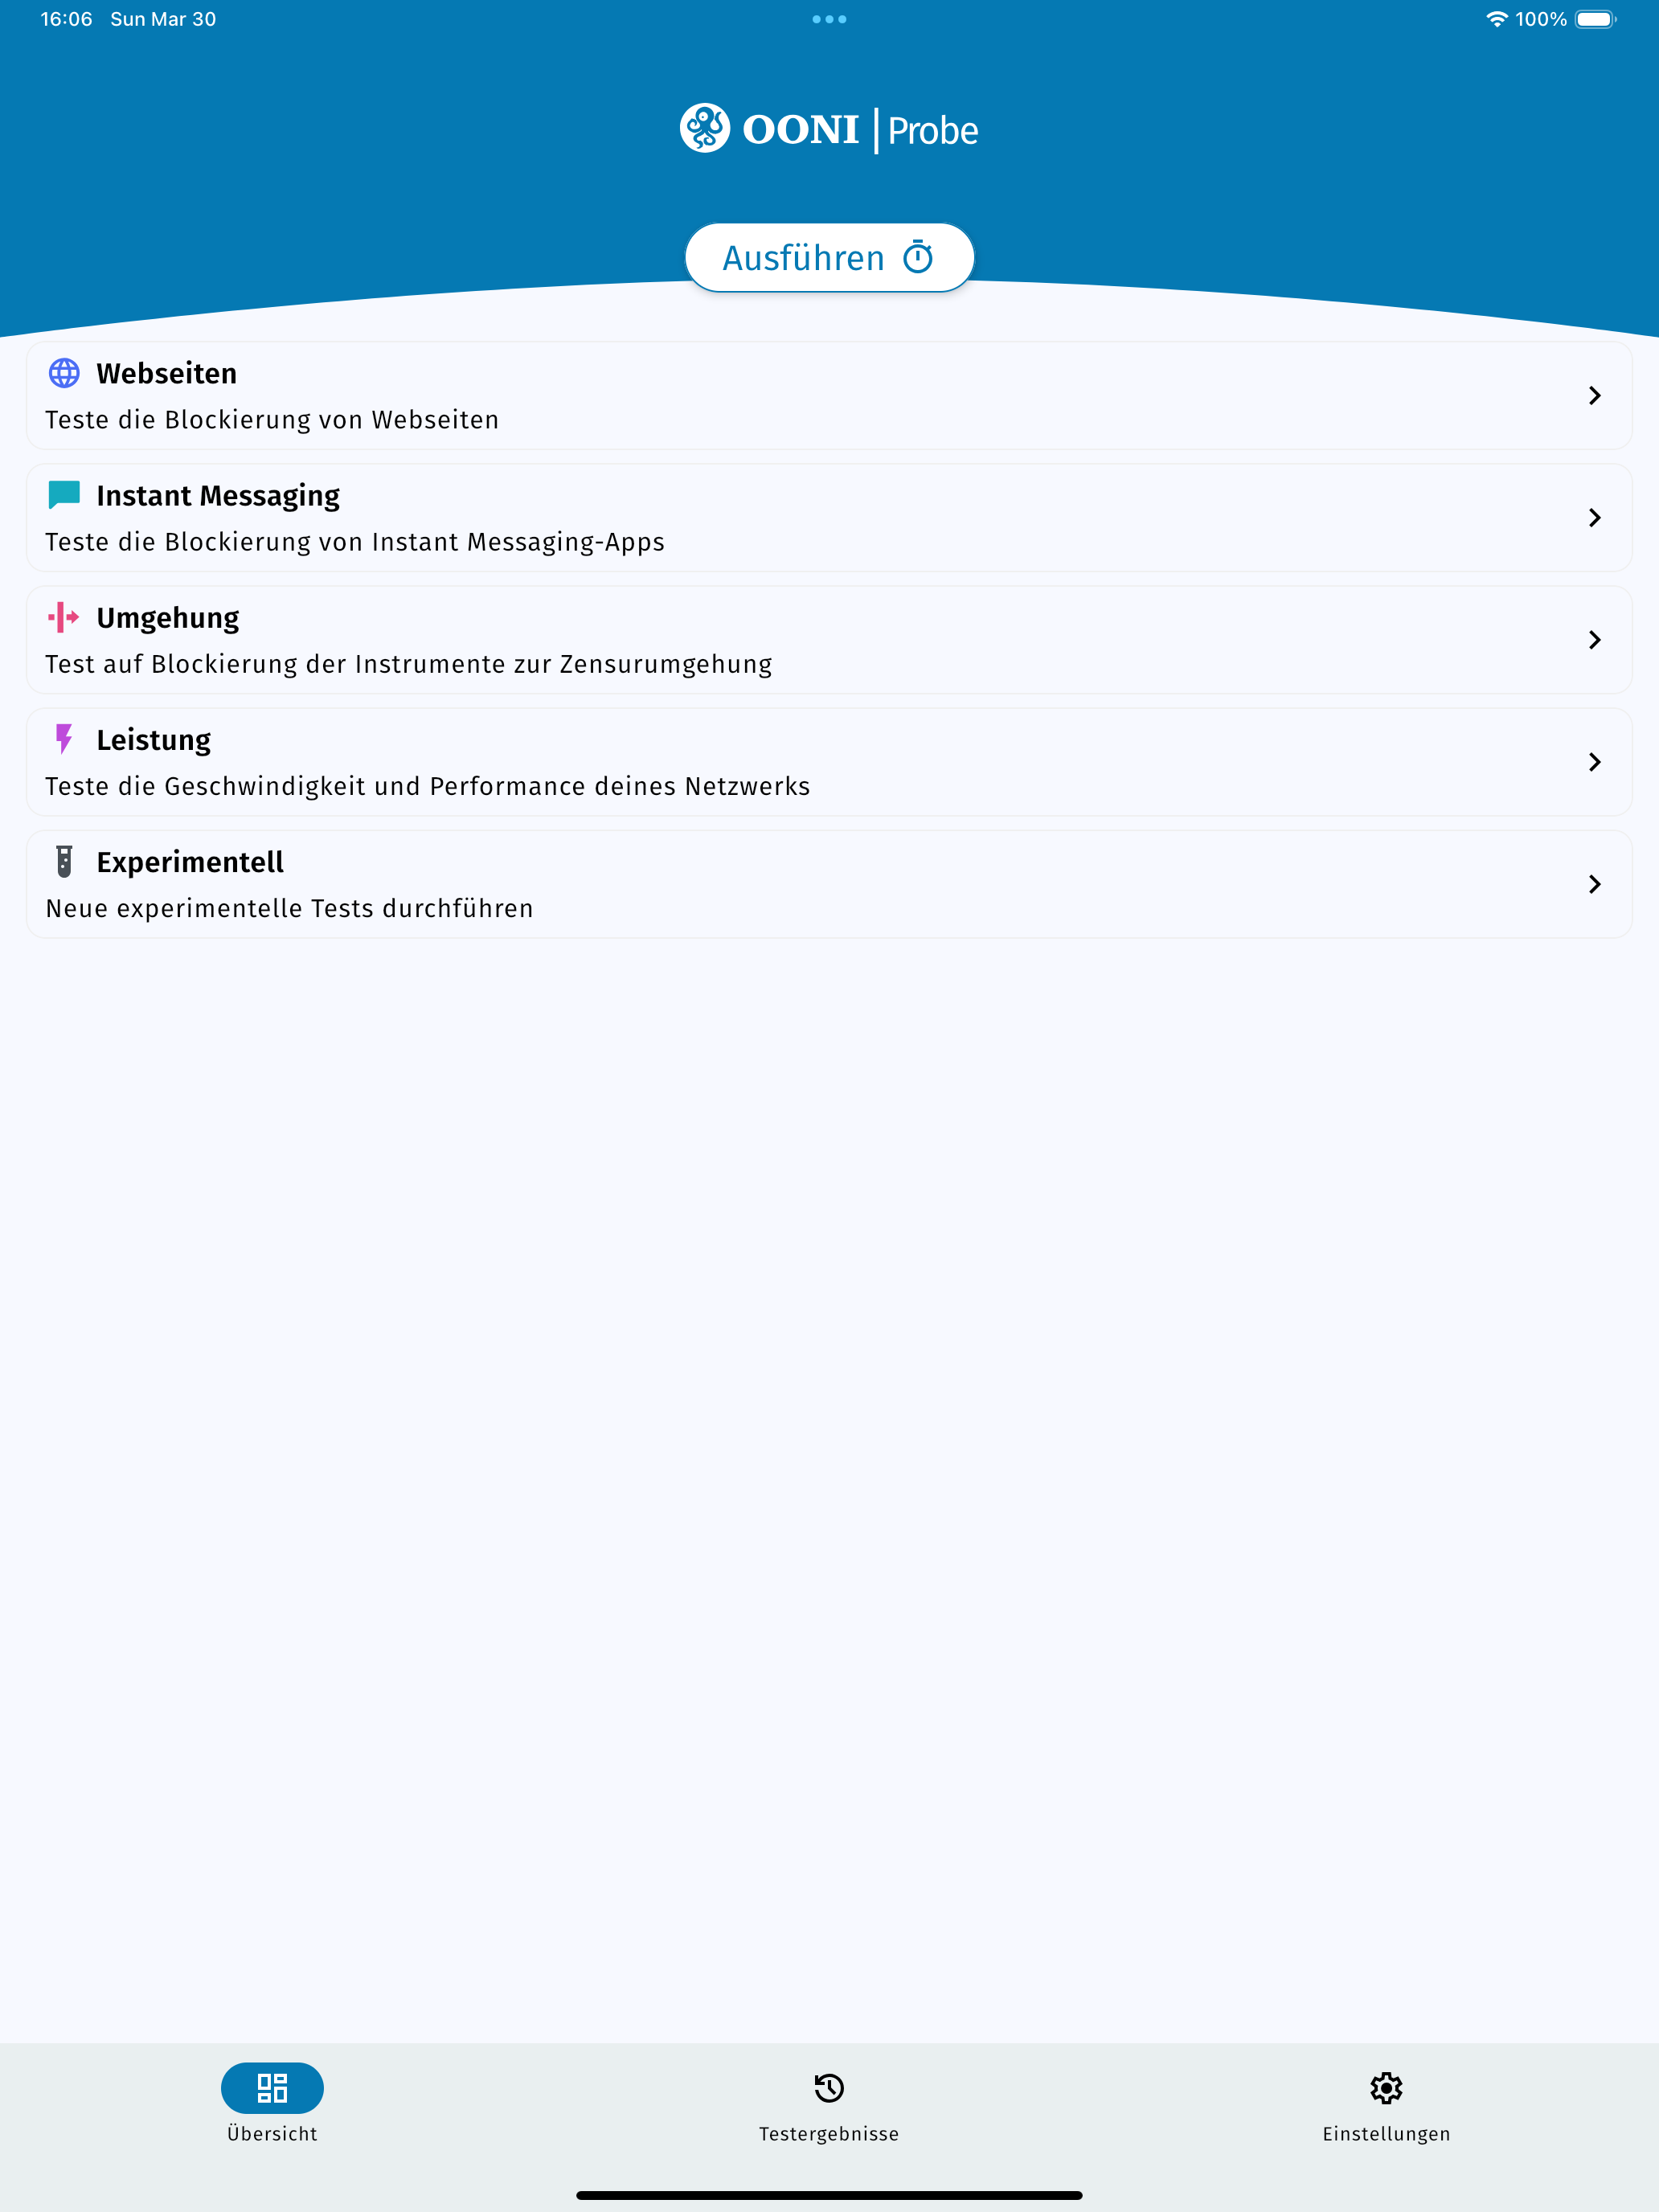 16:06 Sun Mar 30
100%
OONI Probe
Ausführen
Webseiten
Teste die Blockierung von Webseiten
Instant Messaging
Teste die Blockierung von Instant Messaging-Apps
Umgehung
Test auf Blockierung der Instrumente zur Zensurumgehung
Leistung
Teste die Geschwindigkeit und Performance deines Netzwerks
Experimentell
Neue experimentelle Tests durchführen
Übersicht
Testergebnisse
Einstellungen